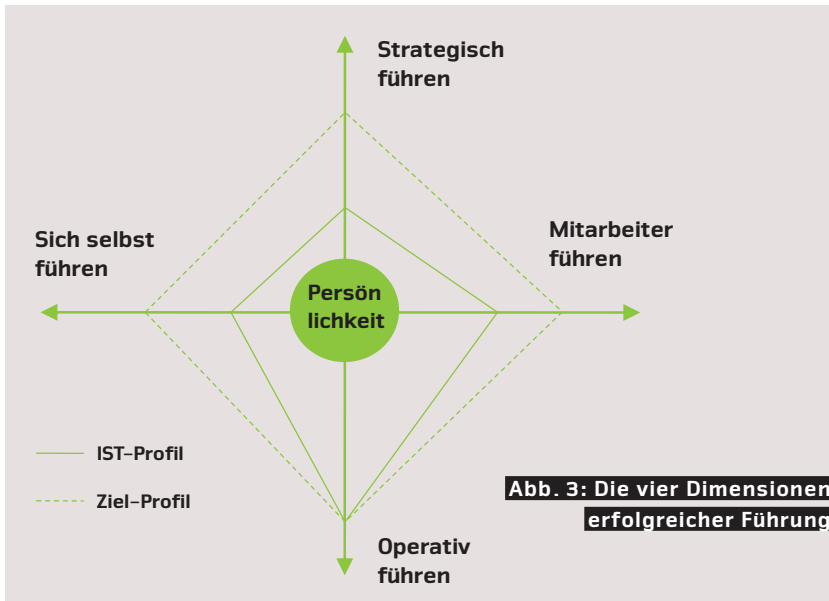 Strategisch
führen
Sich selbst
führen
Mitarbeiter
führen
Persön
lichkeit
IST-Profil
Ziel-Profil
Abb. 3: Die vier Dimensionen
erfolgreicher Führung
Operativ
führen